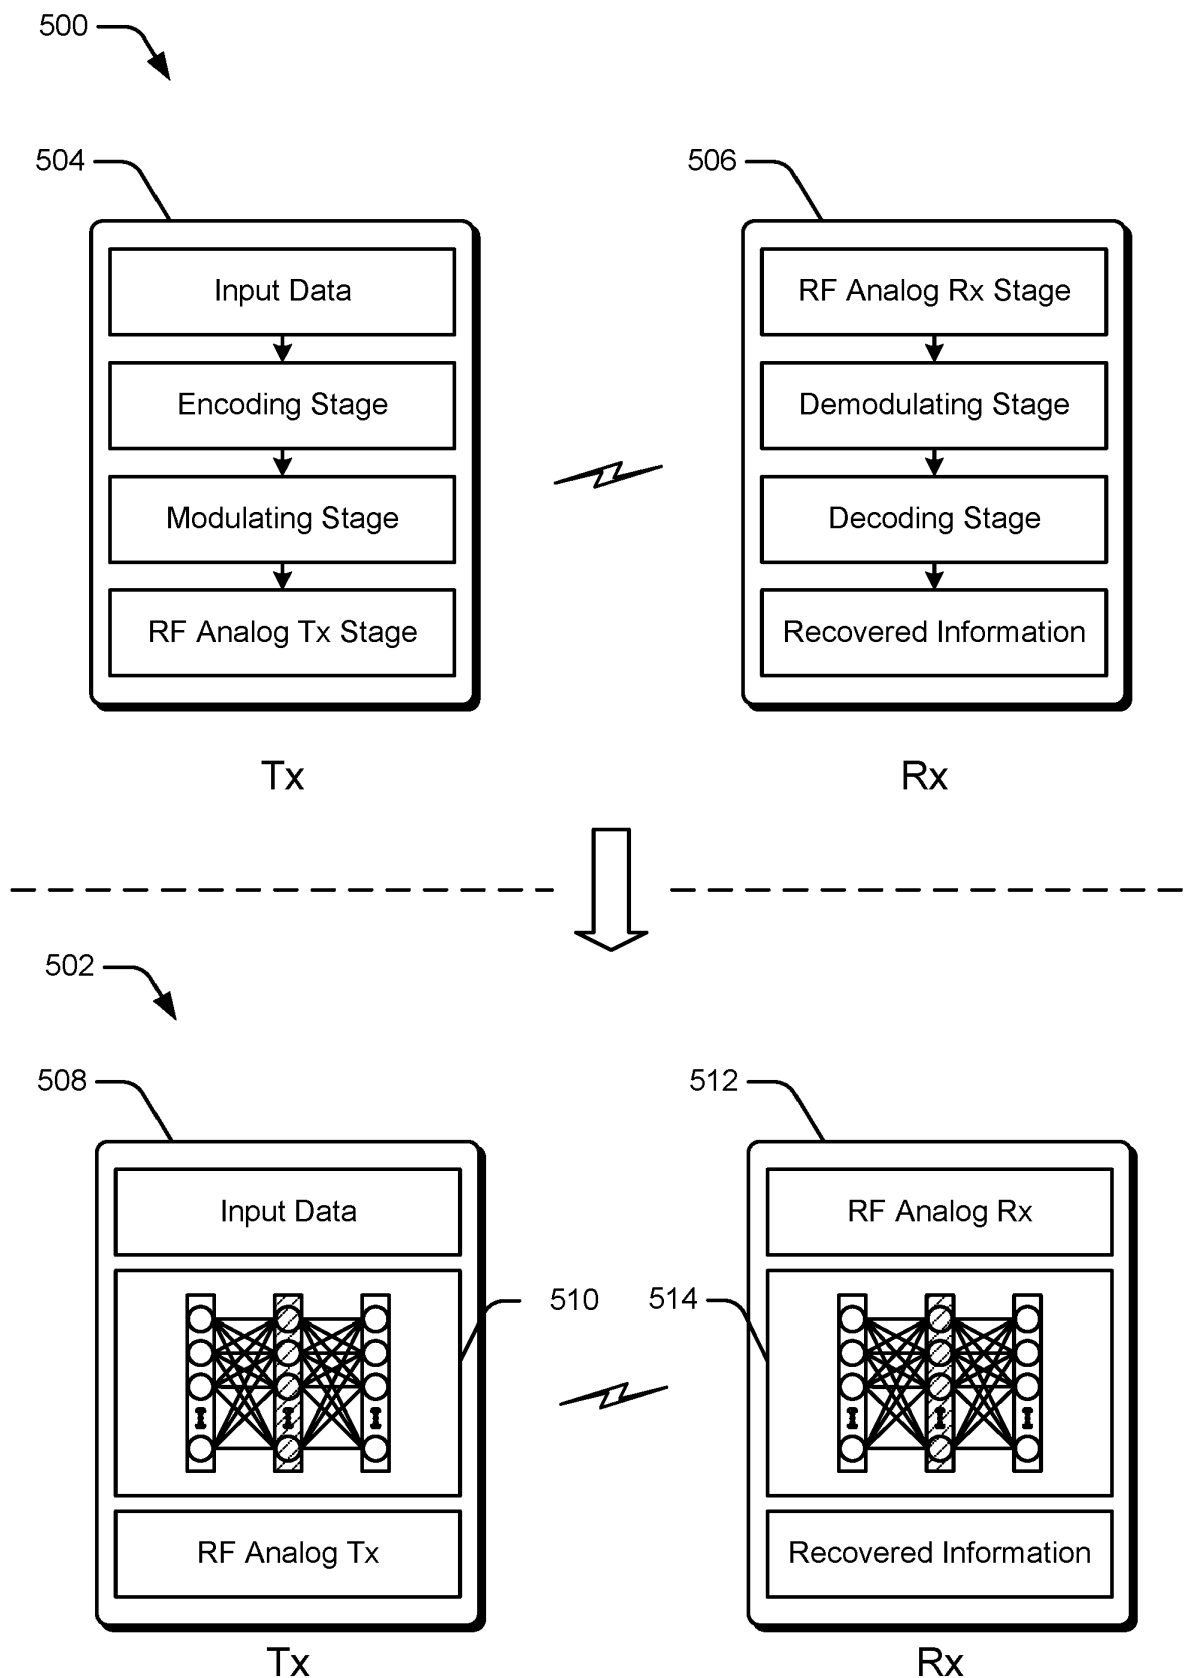 500
504
506
Input Data
RF Analog Rx Stage
Encoding Stage
Demodulating Stage
Modulating Stage
Decoding Stage
RF Analog Tx Stage
Recovered Information
Tx
Rx
502
508
512
Input Data
RF Analog Rx
510
514
RF Analog Tx
Recovered Information
Tx
Rx